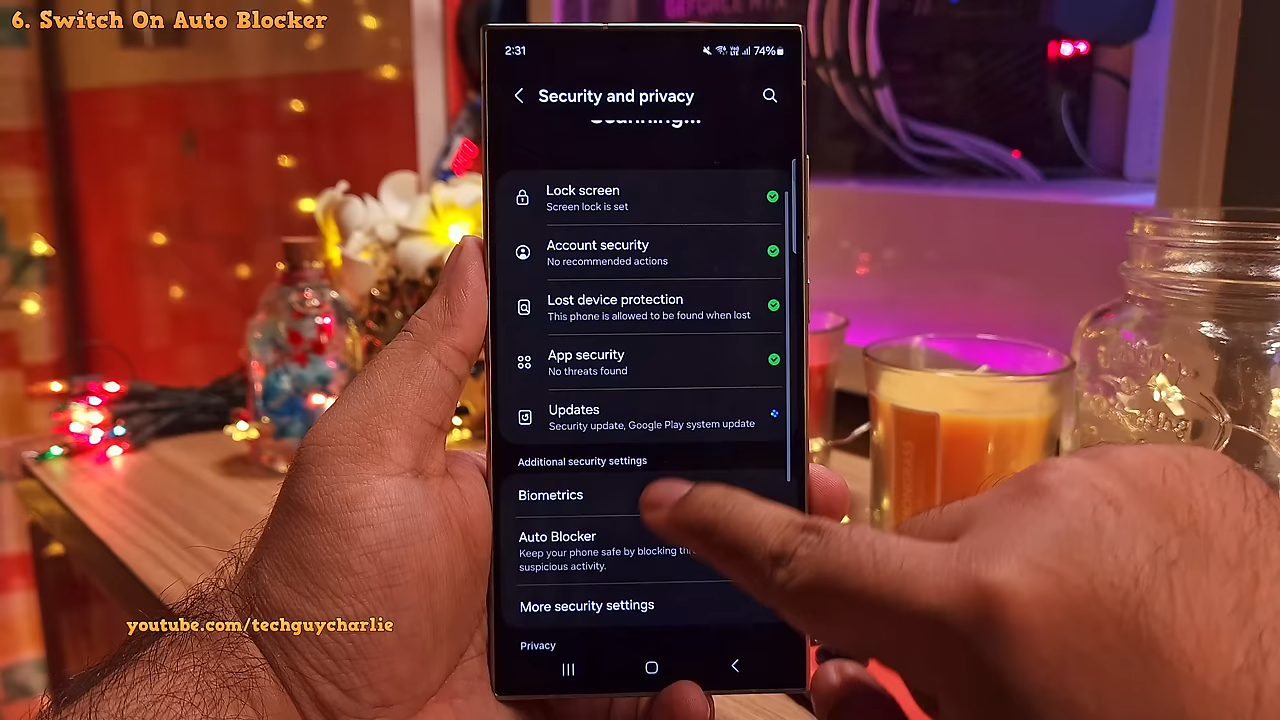 6. Switch On Auto Blocker
2:31
74%
Security and privacy
Scanning...
Lock screen
Screen lock is set
Account security
No recommended actions
Lost device protection
This phone is allowed to be found when lost
App security
No threats found
Updates
Security update, Google Play system update
Additional security settings
Biometrics
Auto Blocker
Keep your phone safe by blocking
suspicious activity.
More security settings
Privacy
youtube.com/techguycharlie